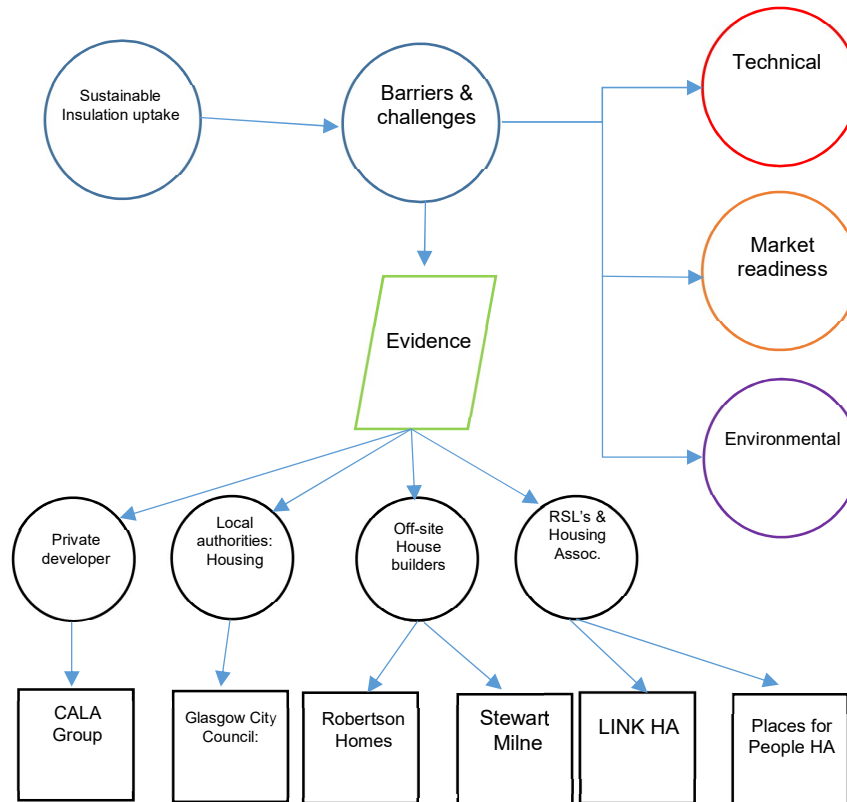 Sustainable
Insulation uptake
Barriers &
challenges
Technical
Market
readiness
Environmental
Evidence
Private
developer
Local
authorities:
Housing
Off-site
House
builders
RSL's &
Housing
Assoc.
CALA
Group
Glasgow City
Council:
Robertson
Homes
Stewart
Milne
LINK HA
Places for
People HA